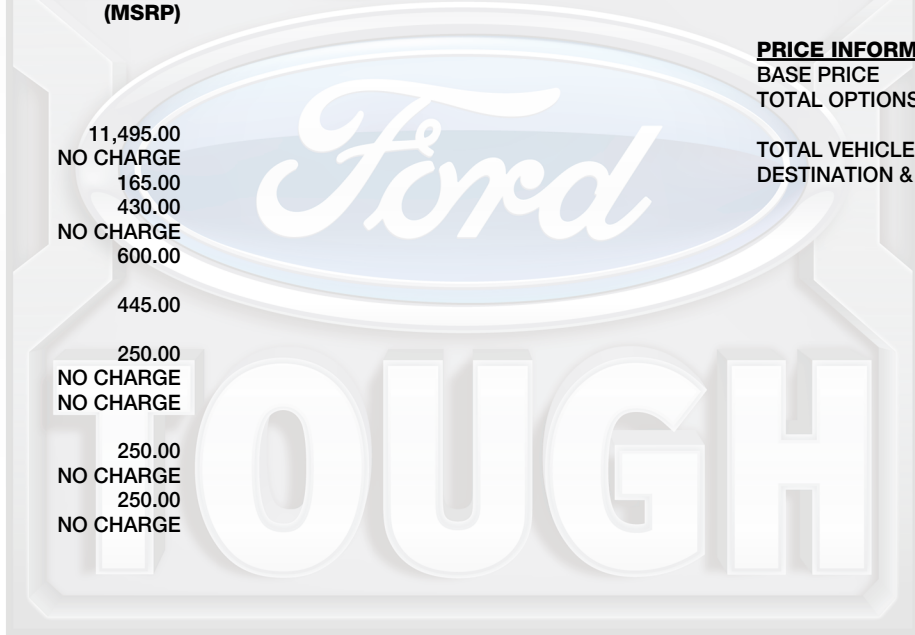 (MSRP)
PRICE INFORM
BASE PRICE
TOTAL OPTIONS
11,495.00
NO CHARGE
TOTAL VEHICLE
165.00
DESTINATION &
430.00
NO CHARGE
600.00
445.00
250.00
NO CHARGE
NO CHARGE
250.00
NO CHARGE
250.00
NO CHARGE
Ford
TOUGH